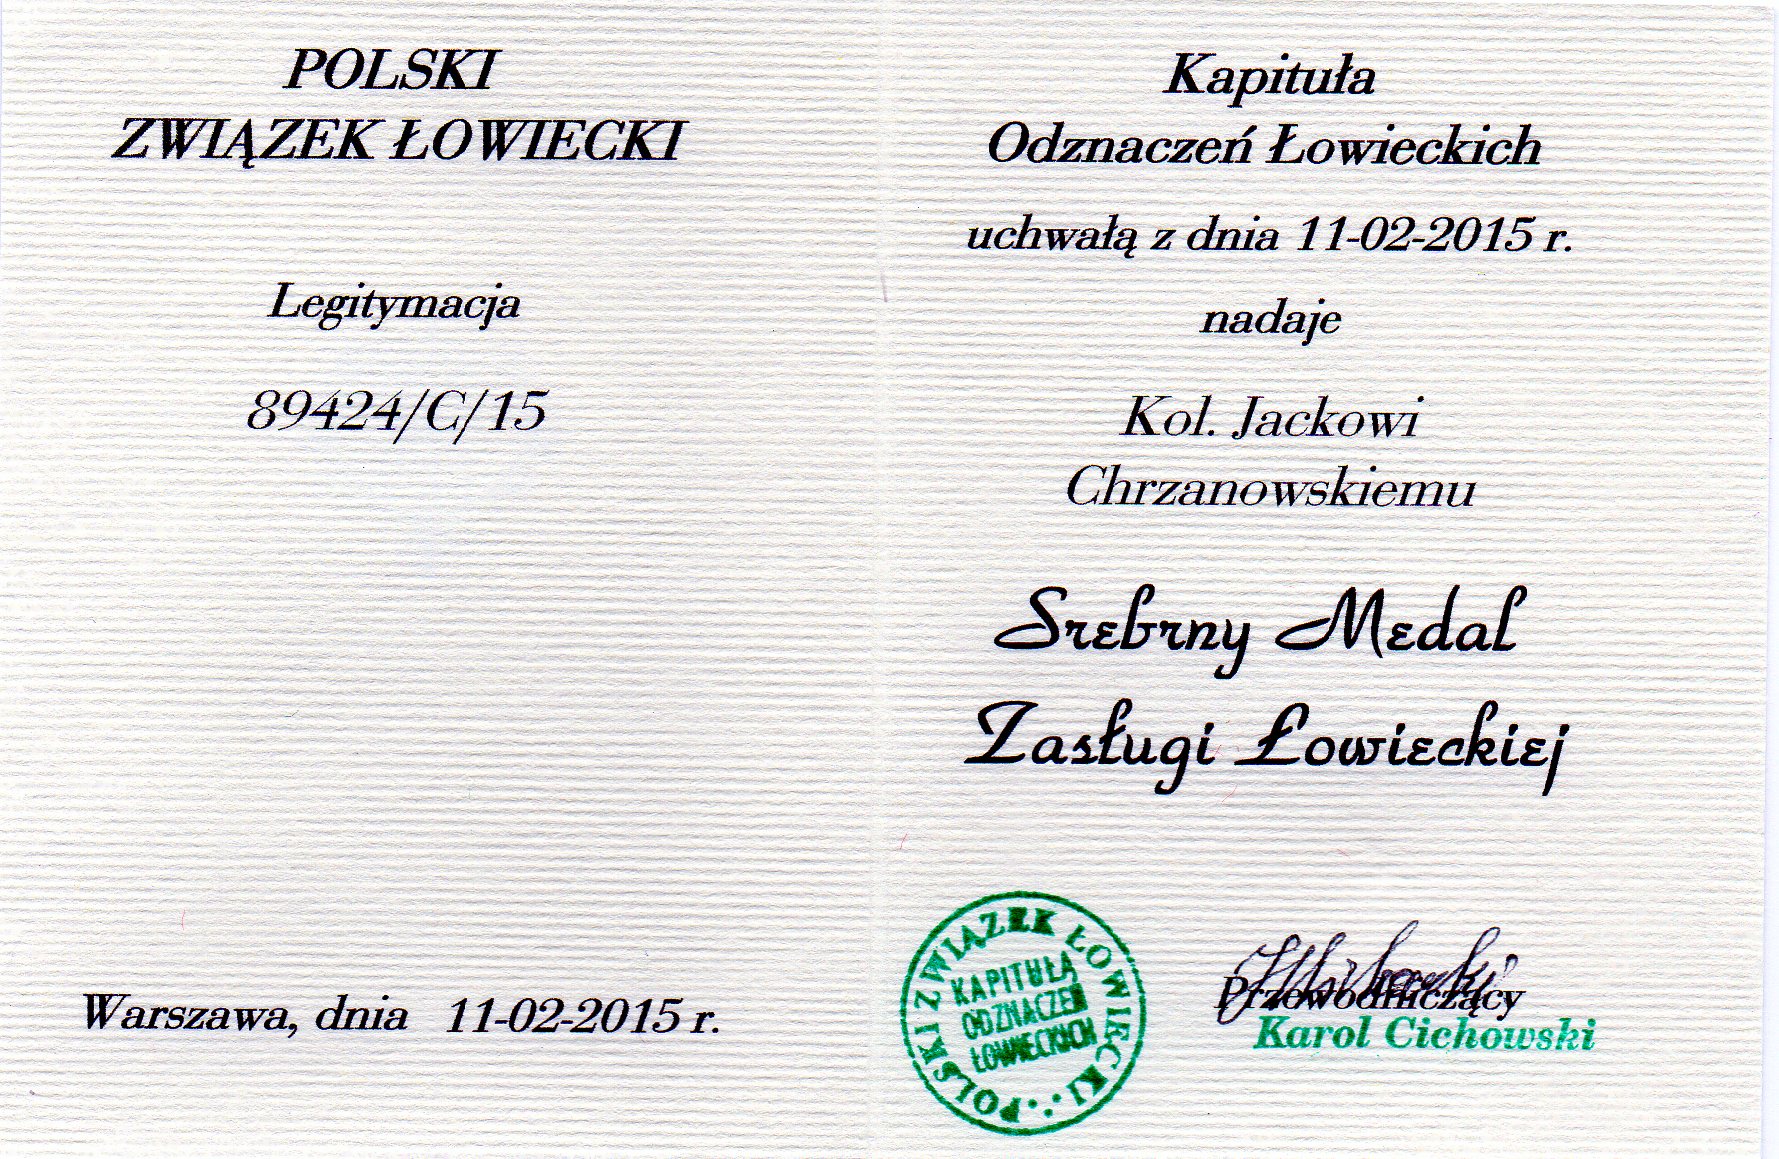 POLSKI
ZWIĄZEK ŁOWIECKI
Legitymacja
89424/C/15
Warszawa, dnia 11-02-2015 r.
Kapituła
Odznaczeń Łowieckich
uchwałą z dnia 11-02-2015 r.
nadaje
Kol. Jackowi
Chrzanowskiemu
Srebrny Medal
Zasługi Łowieckiej
POLSKI ZWIĄZEK ŁOWIECKI
KAPITUŁA
ODZNACZEŃ
ŁOWIECKICH
Przewodniczący
Karol Cichowski